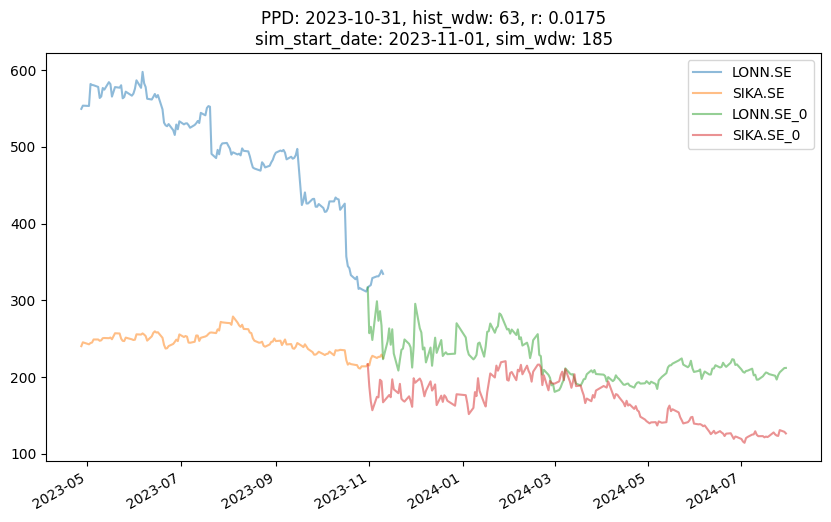 PPD: 2023-10-31, hist_wdw: 63, r: 0.0175
sim_start_date: 2023-11-01, sim_wdw: 185
LONN.SE
SIKA.SE
LONN.SE_0
SIKA.SE_0
600
500
400
300
200
100
2023-05
2023-07
2023-09
2023-11
2024-01
2024-03
2024-05
2024-07